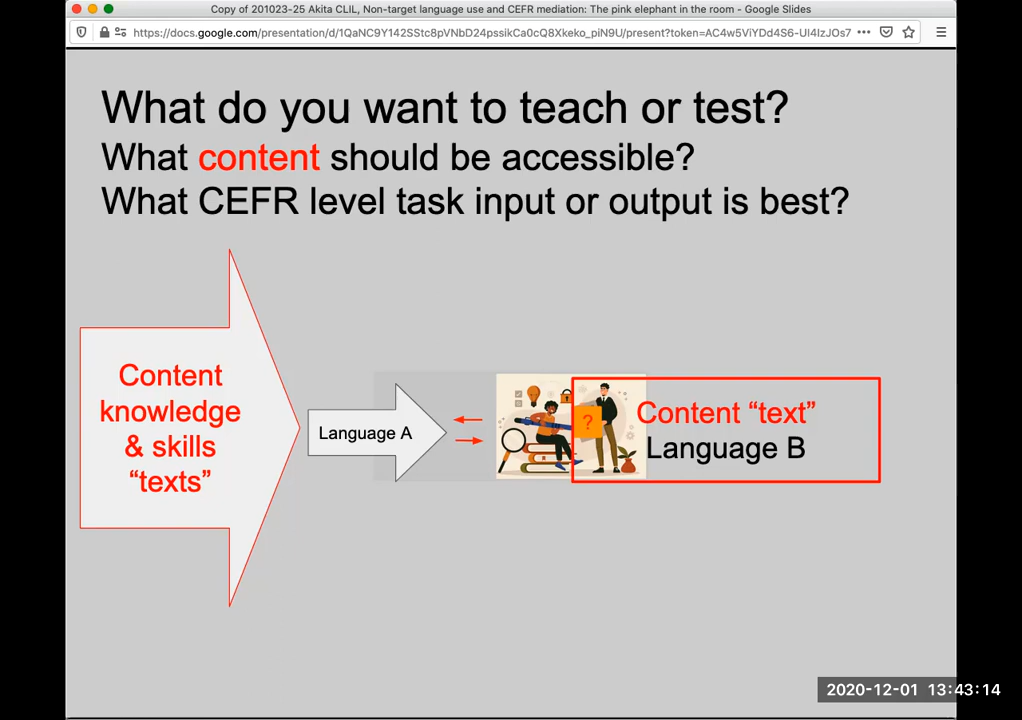 Copy of 201023-25 Akita CLIL, Non-target language use and CEFR mediation: The pink elephant in the room - Google Slides
https://docs.google.com/presentation/d/1QaNC9Y142SStc8pVNbD24pssikCa0cQ8Xkeko_piN9U/present?token=AC4w5ViYDd4S6-UI4IzJOs7
What do you want to teach or test?
What content should be accessible?
What CEFR level task input or output is best?
Content
knowledge
& skills
“texts”
Language A
?
Content “text”
Language B
2020-12-01 13:43:14